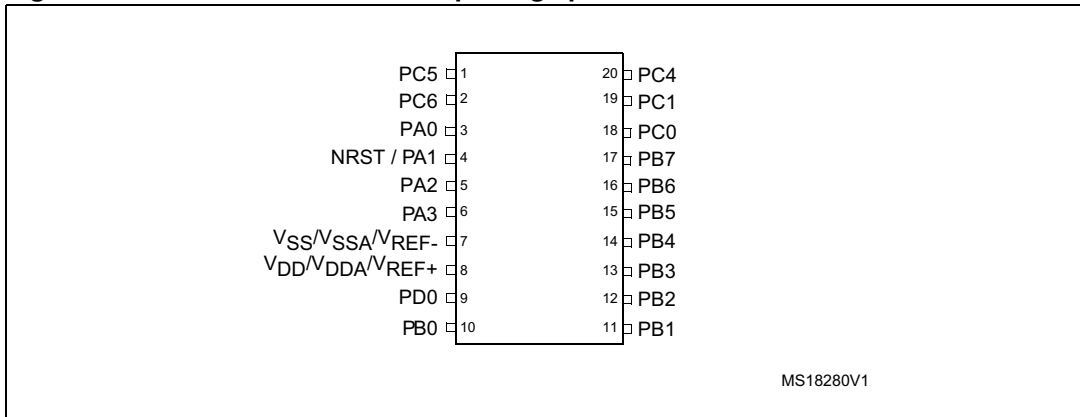 PC5 1 20 PC4
PC6 2 19 PC1
PA0 3 18 PC0
NRST / PA1 4 17 PB7
PA2 5 16 PB6
PA3 6 15 PB5
VSS/VSSA/VREF- 7 14 PB4
VDD/VDDA/VREF+ 8 13 PB3
PD0 9 12 PB2
PB0 10 11 PB1
MS18280V1